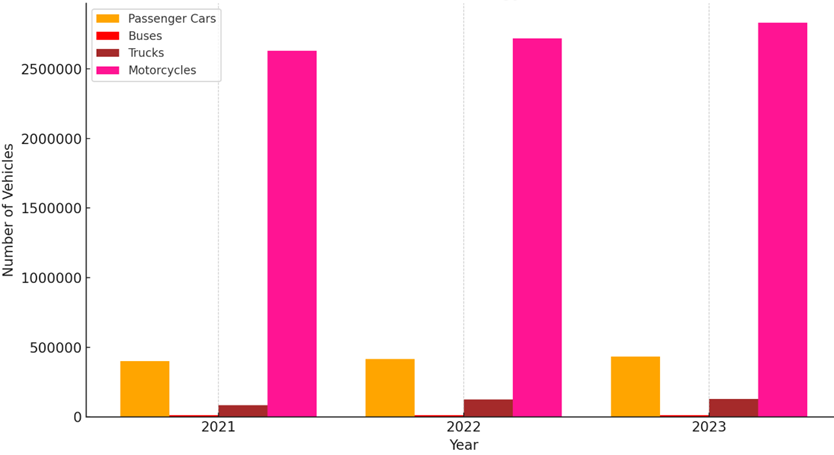 Passenger Cars
Buses
Trucks
Motorcycles
2500000
2000000
1500000
1000000
500000
0
Number of Vehicles
2021 2022 2023
Year